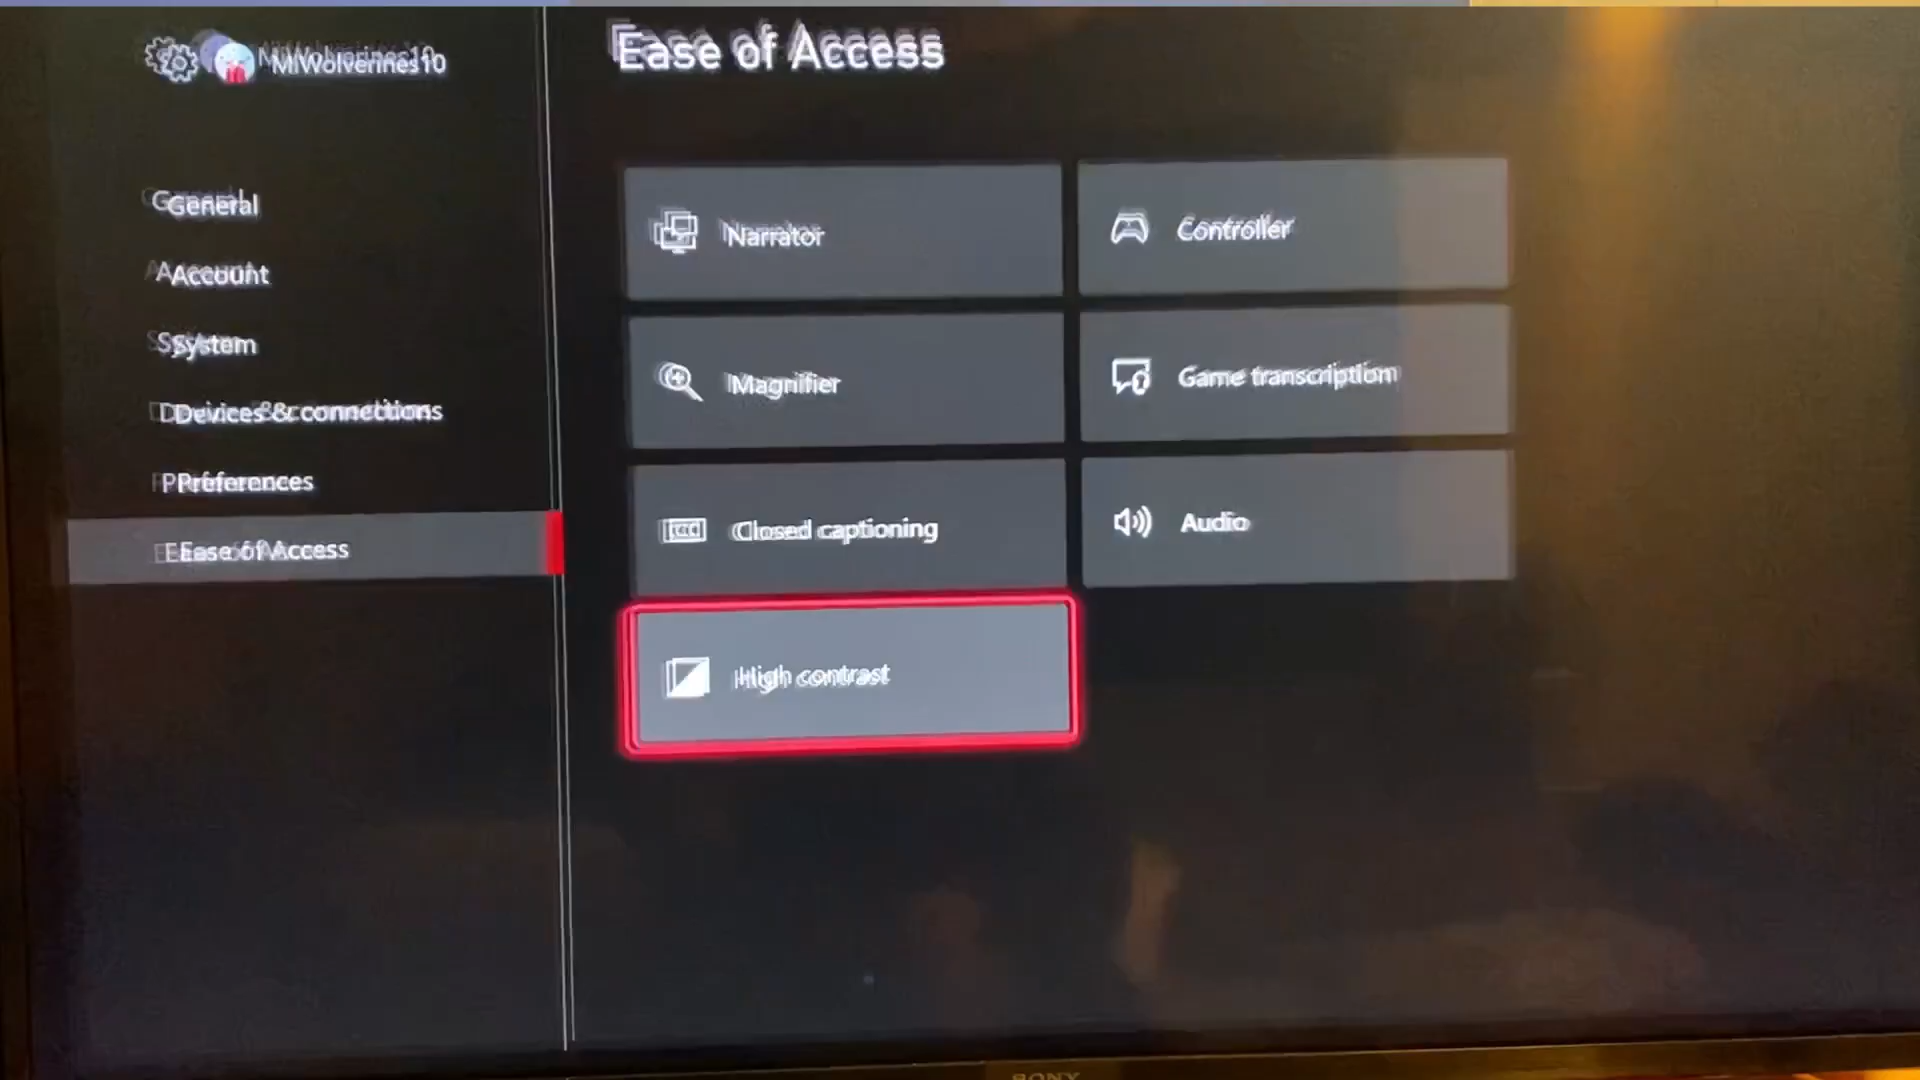 MIWolverines10
General
Account
System
Devices & connections
Preferences
Ease of Access
Ease of Access
Narrator
Controller
Magnifier
Game transcription
Closed captioning
Audio
High contrast
SONY